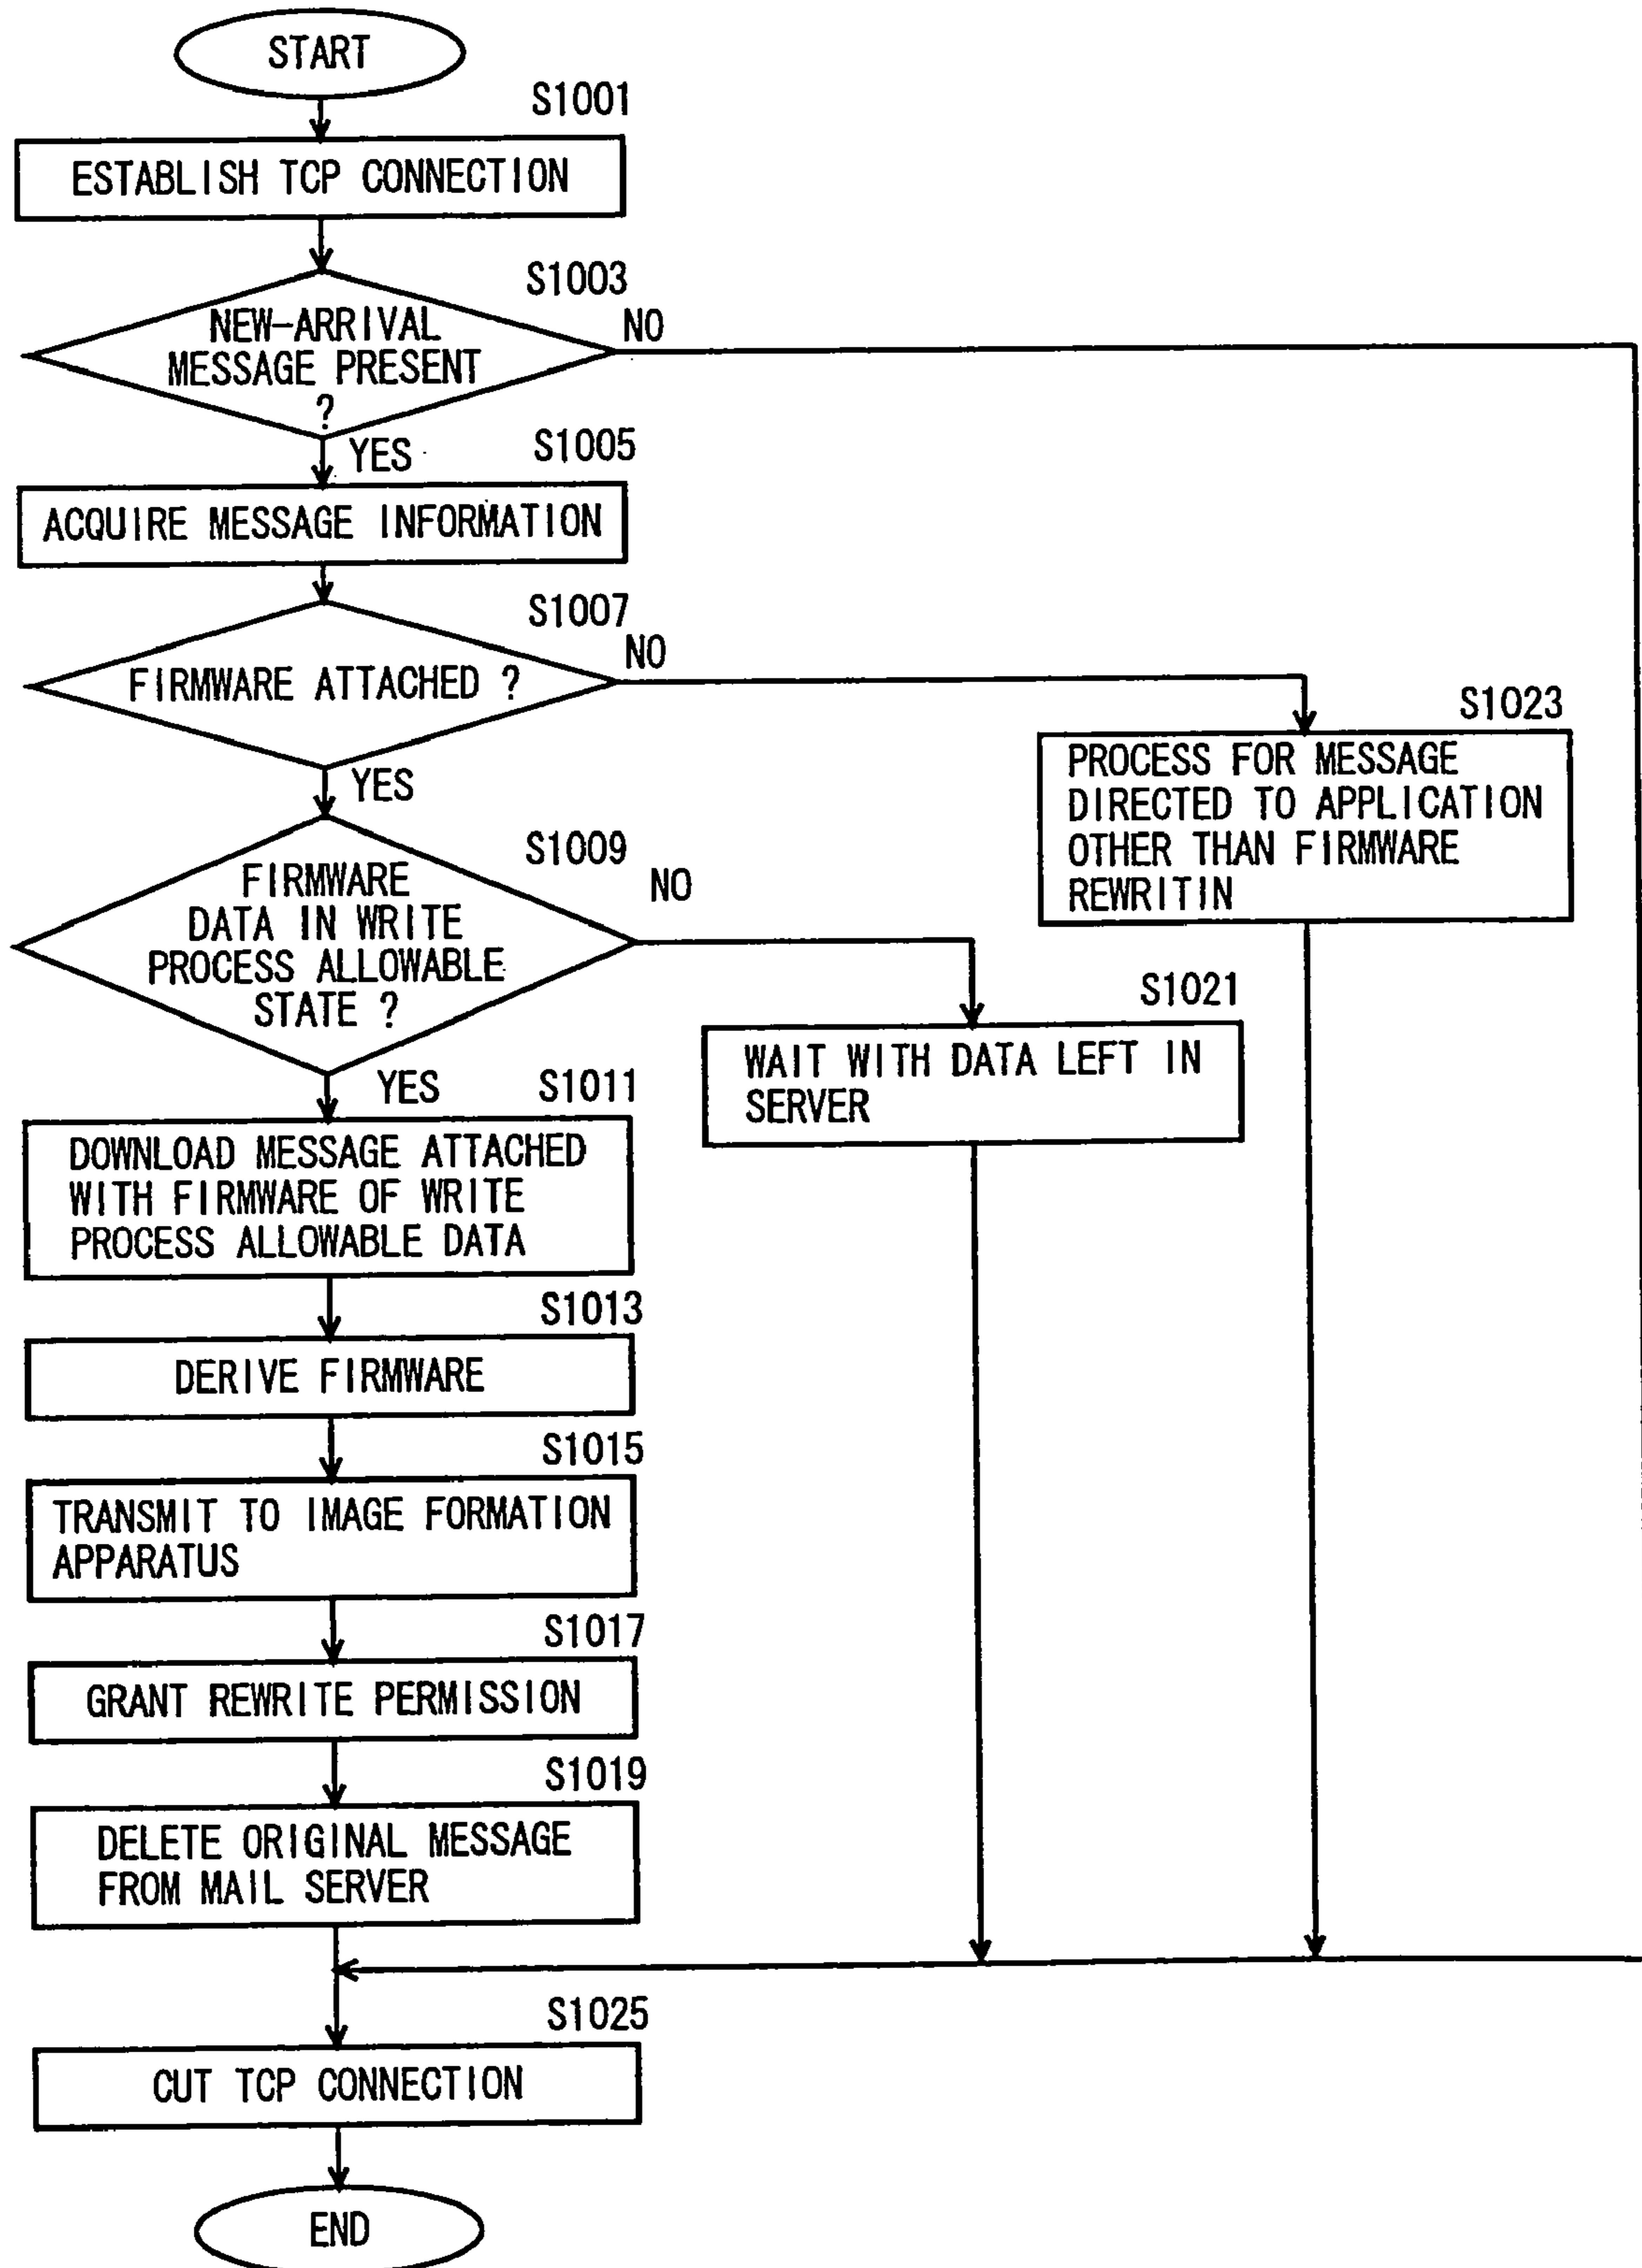 START
S1001
ESTABLISH TCP CONNECTION
S1003
NEW-ARRIVAL
MESSAGE PRESENT
?
NO
YES
S1005
ACQUIRE MESSAGE INFORMATION
S1007
FIRMWARE ATTACHED ?
NO
YES
S1023
PROCESS FOR MESSAGE
DIRECTED TO APPLICATION
OTHER THAN FIRMWARE
REWRITIN
S1009
FIRMWARE
DATA IN WRITE
PROCESS ALLOWABLE
STATE ?
NO
YES
S1021
WAIT WITH DATA LEFT IN
SERVER
S1011
DOWNLOAD MESSAGE ATTACHED
WITH FIRMWARE OF WRITE
PROCESS ALLOWABLE DATA
S1013
DERIVE FIRMWARE
S1015
TRANSMIT TO IMAGE FORMATION
APPARATUS
S1017
GRANT REWRITE PERMISSION
S1019
DELETE ORIGINAL MESSAGE
FROM MAIL SERVER
S1025
CUT TCP CONNECTION
END